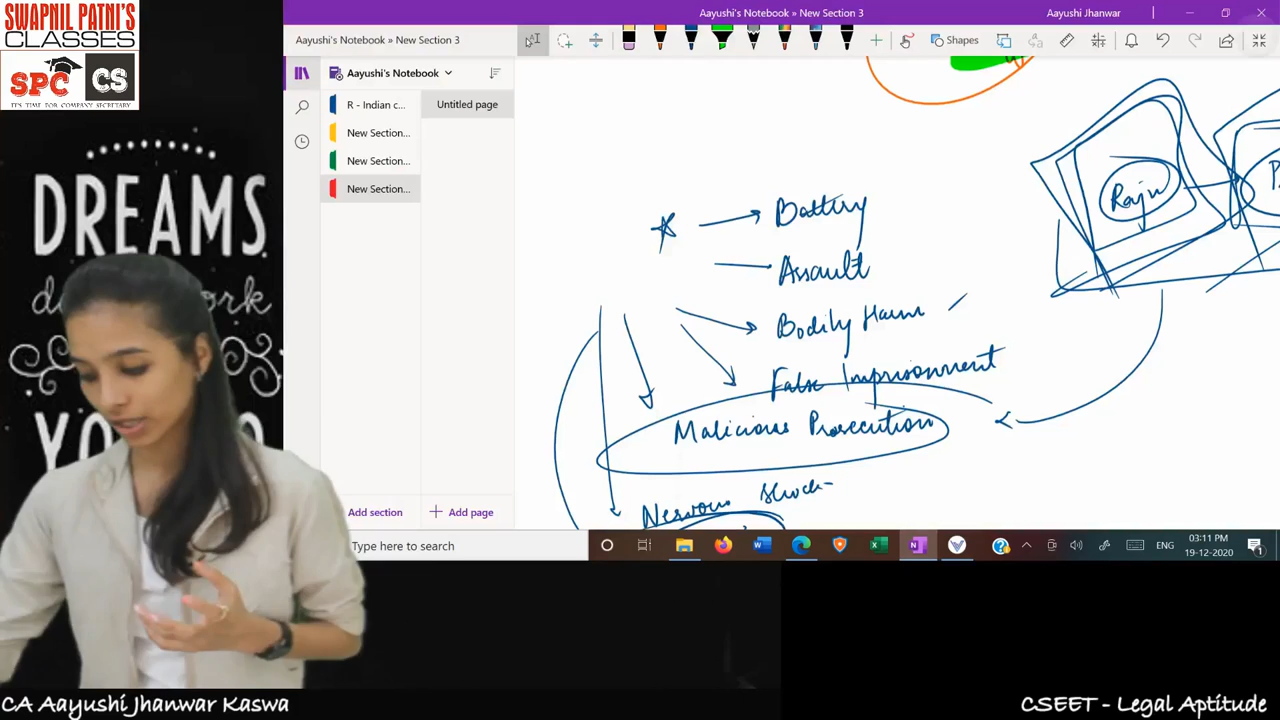 SWAPNIL PATNI'S
CLASSES
SPC CS
IT'S TIME FOR COMPANY SECRETARY
DREAMS
Aayushi's Notebook » New Section 3
Aayushi Jhanwar
Aayushi's Notebook » New Section 3
Shapes
Aayushi's Notebook
R - Indian c...
New Section...
New Section...
New Section...
Untitled page
Add section
Add page
Raju
Battery
Assault
Bodily Harm
False Imprisonment
Malicious Prosecution
Nervous Shock
Type here to search
ENG
03:11 PM
19-12-2020
1
CA Aayushi Jhanwar Kaswa
CSEET - Legal Aptitude